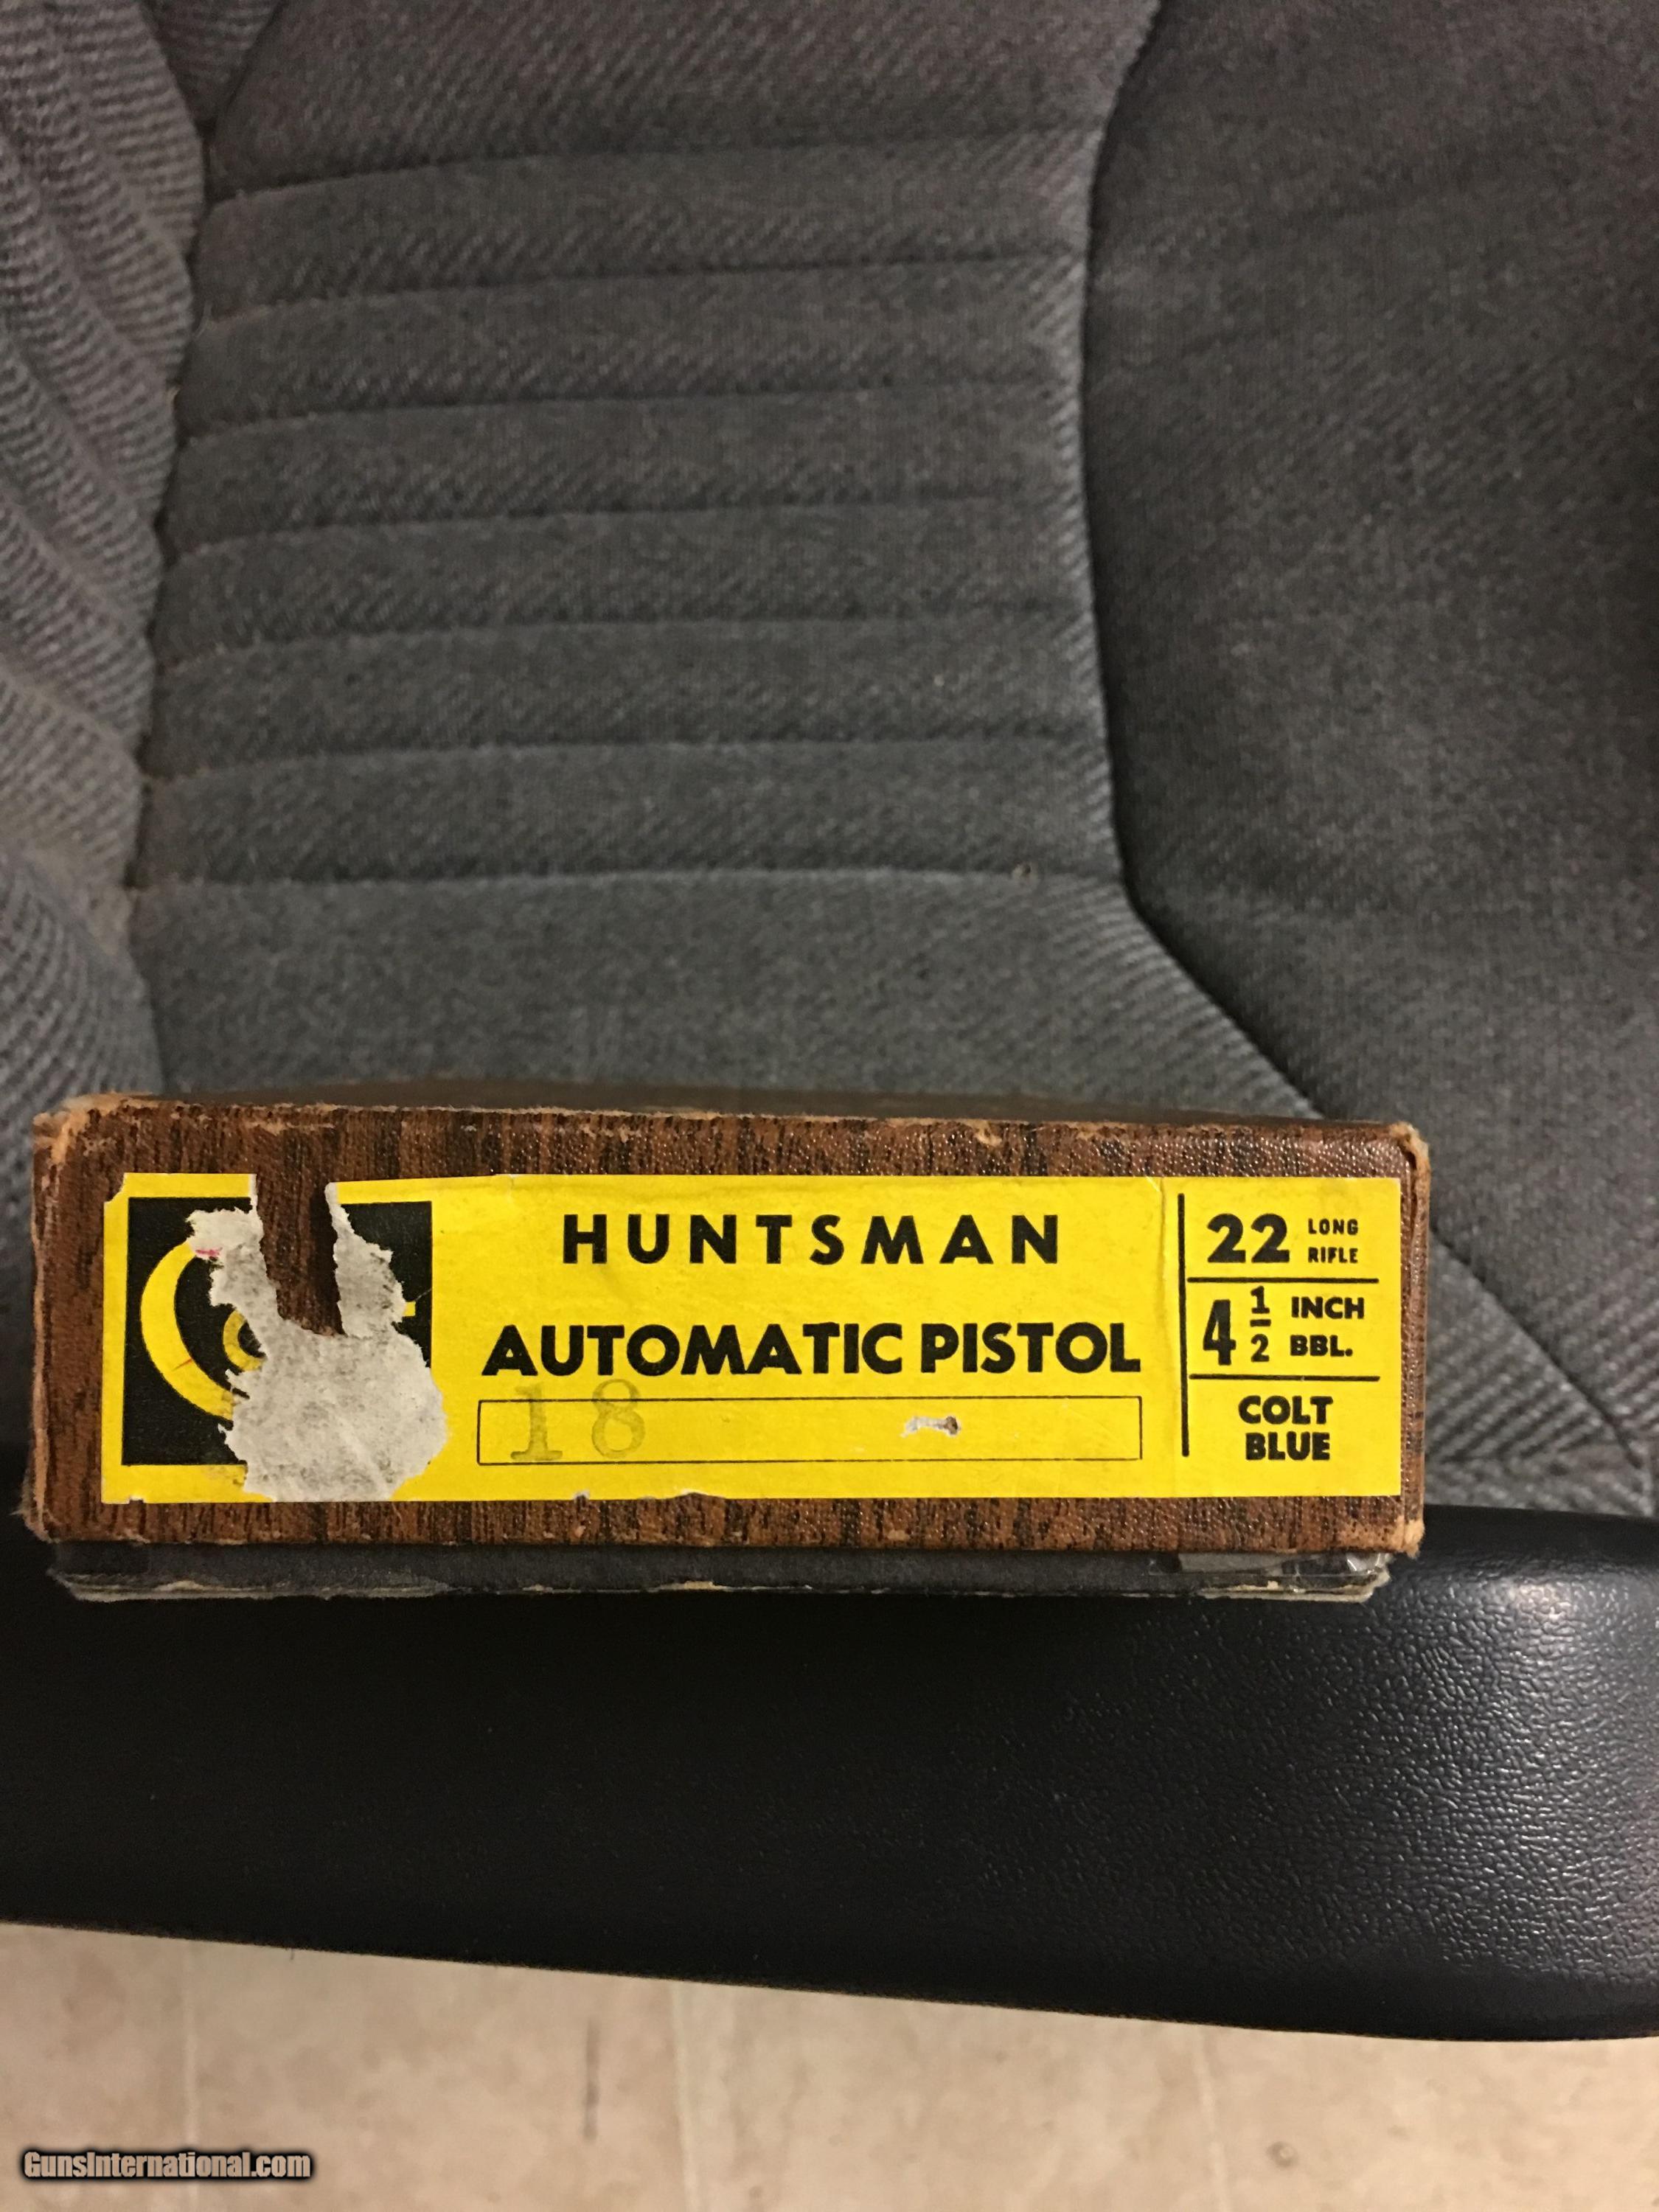 HUNTSMAN
AUTOMATIC PISTOL
18
22 LONG RIFLE
4 1/2 INCH BBL.
COLT
BLUE
GunsInternational.com